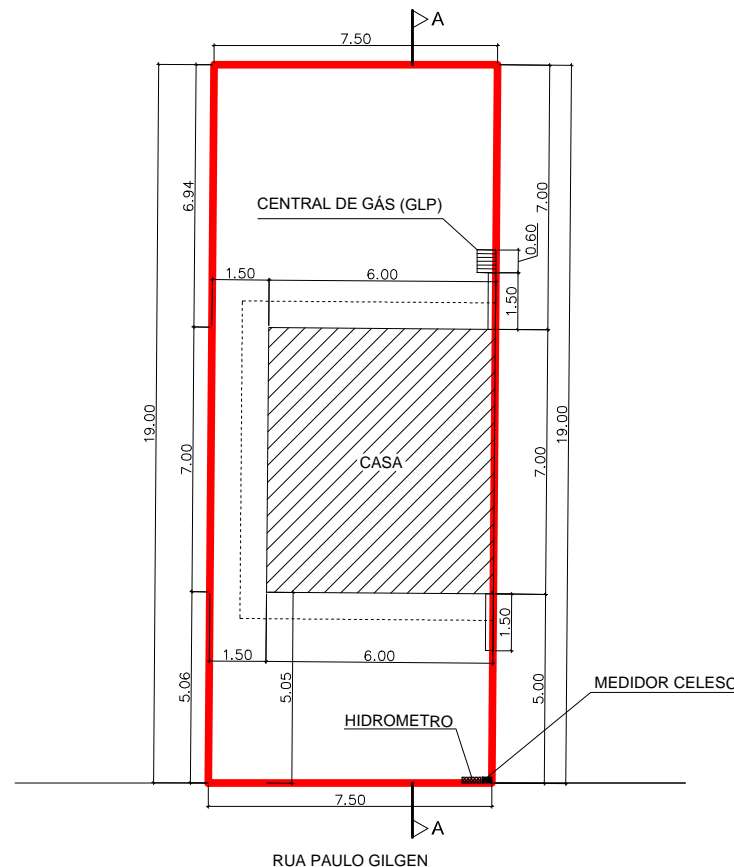 7.50
A
CENTRAL DE GÁS (GLP)
6.94
7.00
0.60
1.50
6.00
1.50
19.00
7.00
CASA
7.00
19.00
1.50
1.50
6.00
5.06
5.05
5.00
MEDIDOR CELESC
HIDROMETRO
7.50
A
RUA PAULO GILGEN